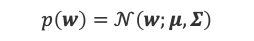 p(𝒘) = 𝒩(𝒘; 𝝁, 𝜮)